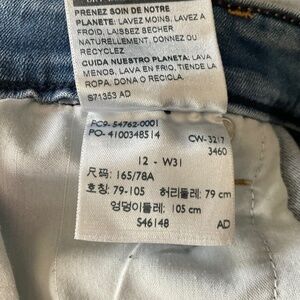 PRENEZ SOIN DE NOTRE
PLANETE: LAVEZ MOINS, LAVEZ A
FROID, LAISSEZ SECHER
NATURELLEMENT, DONNEZ OU
RECYCLEZ
CUIDA NUESTRO PLANETA: LAVA
MENOS, LAVA EN FRIO, TIENDE LA
ROPA, DONA O RECICLA.
S71353 AD
PC9- 54762-0001
PO- 4100348514
CW-3217
3460
12 - W31
尺码: 165/78A
호칭: 79-105 허리둘레: 79 cm
엉덩이둘레: 105 cm
S46148 AD